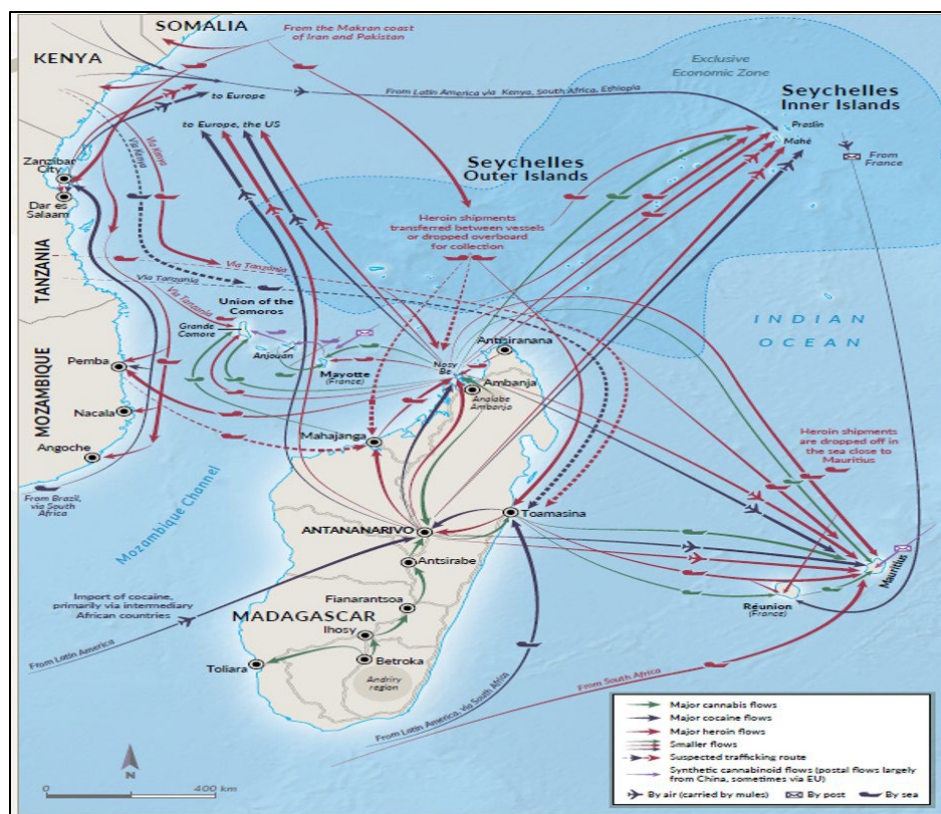 SOMALIA
From the Makran coast
of Iran and Pakistan
KENYA
to Europe
From Latin America via Kenya, South Africa, Ethiopia
Exclusive
Economic Zone
Seychelles
Inner Islands
Praslin
Mahé
From
France
to Europe, the US
Via Kenya
Via Kenya
Zanzibar
City
Dar es
Salaam
Seychelles
Outer Islands
Heroin shipments
transferred between vessels
or dropped overboard
for collection
TANZANIA
Via Tanzania
Via Tanzania
Via Tanzania
Union of the
Comoros
Grande
Comore
Anjouan
Mayotte
(France)
INDIAN
OCEAN
Antsiranana
Nosy
Be
Ambanja
Analabe
Ambanja
Pemba
MOZAMBIQUE
Nacala
Angoche
Mahajanga
Heroin shipments
are dropped off in
the sea close to
Mauritius
From Brazil,
via South
Africa
Mozambique Channel
Toamasina
ANTANANARIVO
Antsirabe
Mauritius
Réunion
(France)
Import of cocaine,
primarily via intermediary
African countries
Fianarantsoa
MADAGASCAR
Ihosy
From Latin America
Toliara
Betroka
Andriry
region
From South Africa
From Latin America, via South Africa
Major cannabis flows
Major cocaine flows
Major heroin flows
Smaller flows
Suspected trafficking route
Synthetic cannabinoid flows (postal flows largely
from China, sometimes via EU)
By air (carried by mules)
By post
By sea
N
0
400 km